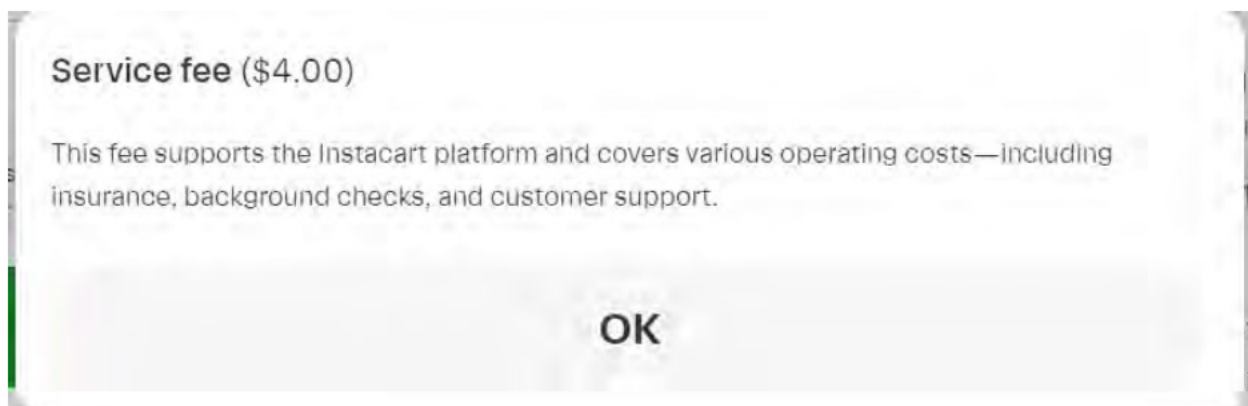 Service fee ($4.00)
This fee supports the Instacart platform and covers various operating costs—including
insurance, background checks, and customer support.
OK